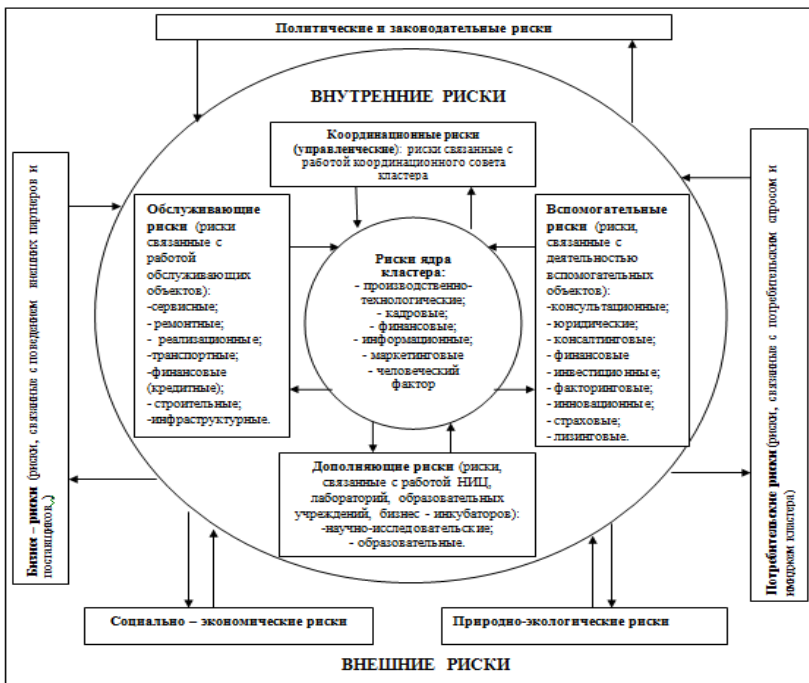 Политические и законодательные риски
ВНУТРЕННИЕ РИСКИ
Координационные риски
(управленческие): риски связанные с
работой координационного совета
кластера
Бизнес – риски (риски, связанные с поведением внешних партнеров и
поставщиков,)
Обслуживающие
риски (риски
связанные с
работой
обслуживающих
объектов):
-сервисные;
- ремонтные;
- реализационные;
-транспортные;
-финансовые
(кредитные);
- строительные;
-инфраструктурные.
Риски ядра
кластера:
- производственно-
технологические;
- кадровые;
- финансовые;
- информационные;
- маркетинговые
- человеческий
фактор
Вспомогательные
риски (риски,
связанные с
деятельностью
вспомогательных
объектов):
-консультационные;
- юридические;
- консалтинговые;
- финансовые
- инвестиционные;
- факторинговые;
- инновационные;
- страховые;
- лизинговые.
Потребительские риски (риски, связанные с потребительским спросом и
имиджем кластера)
Дополняющие риски (риски,
связанные с работой НИЦ,
лабораторий, образовательных
учреждений, бизнес - инкубаторов):
-научно-исследовательские;
- образовательные.
Социально – экономические риски
Природно-экологические риски
ВНЕШНИЕ РИСКИ